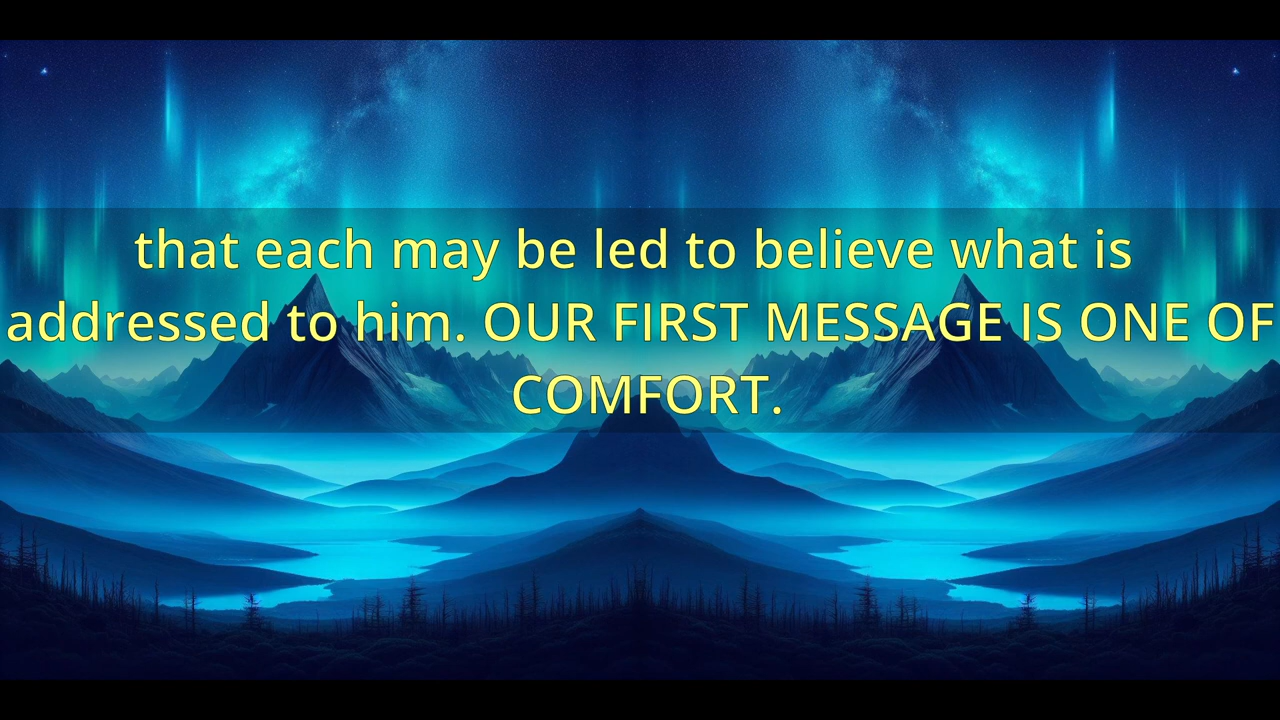 that each may be led to believe what is
addressed to him. OUR FIRST MESSAGE IS ONE OF
COMFORT.